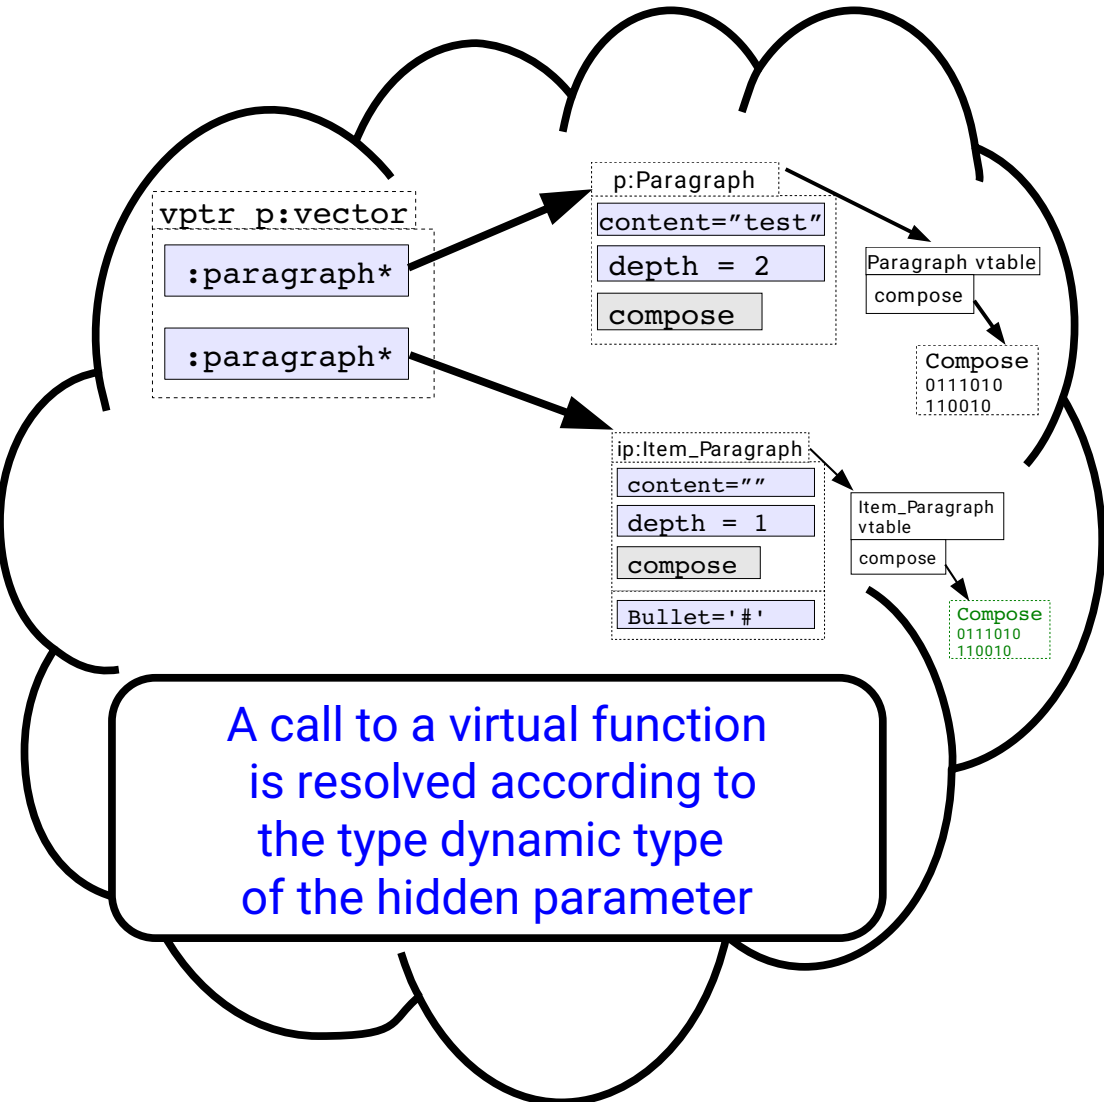 vptr p:vector
:paragraph*
:paragraph*
p:Paragraph
content=”test”
depth = 2
compose
Paragraph vtable
compose
Compose
0111010
110010
ip:Item_Paragraph
content=””
depth = 1
compose
Bullet='#'
Item_Paragraph
vtable
compose
Compose
0111010
110010
A call to a virtual function
is resolved according to
the type dynamic type
of the hidden parameter